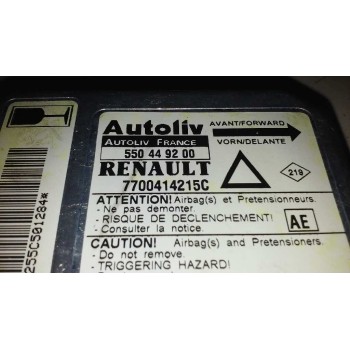 Autoliv
AUTOLIV FRANCE
550 44 92 00
RENAULT
7700414215C
AVANT/FORWARD
VORN/DELANTE
219
ATTENTION! Airbag(s) et Pretensionneurs.
- Ne pas demonter.
- RISQUE DE DECLENCHEMENT!
- Consulter la notice.
AE
CAUTION! Airbag(s) and Pretensioners.
- Do not remove.
- TRIGGERING HAZARD!
255C501284*